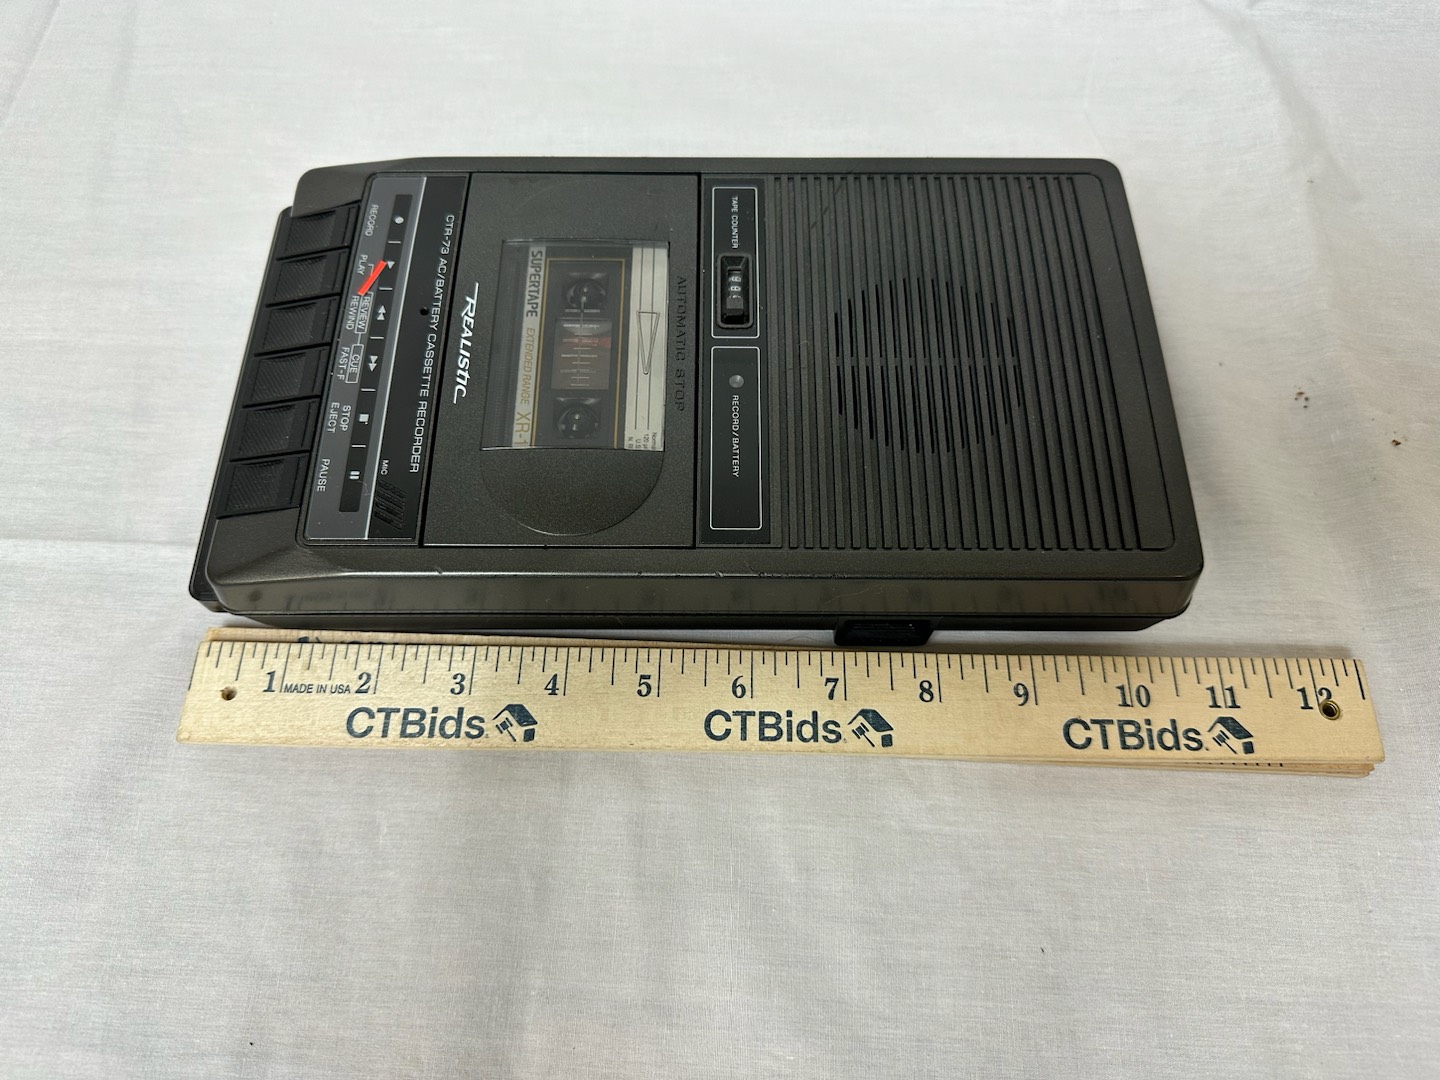 RECORD
PLAY
REVIEW
REWIND
CUE
FAST-F
STOP
EJECT
PAUSE
MIC
CTR-73 AC/BATTERY CASSETTE RECORDER
REALISTIC
SUPERTAPE EXTENDED RANGE XR-1
AUTOMATIC STOP
TAPE COUNTER
RECORD/BATTERY
1 2 3 4 5 6 7 8 9 10 11 12
MADE IN USA
CTBids CTBids CTBids